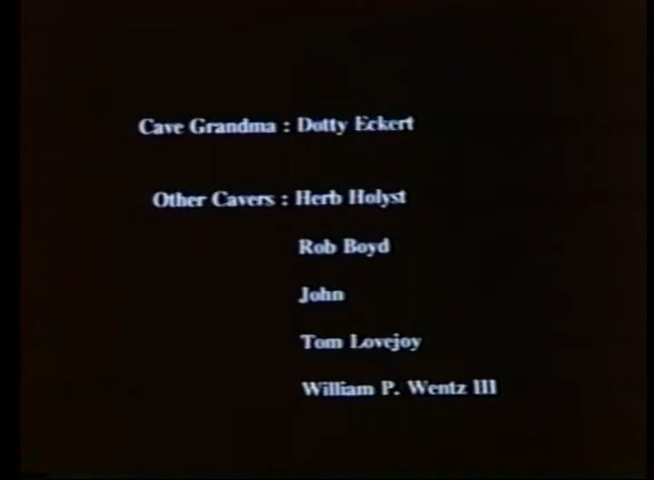 Cave Grandma : Dotty Eckert
Other Cavers : Herb Holyst
Rob Boyd
John
Tom Lovejoy
William P. Wentz III